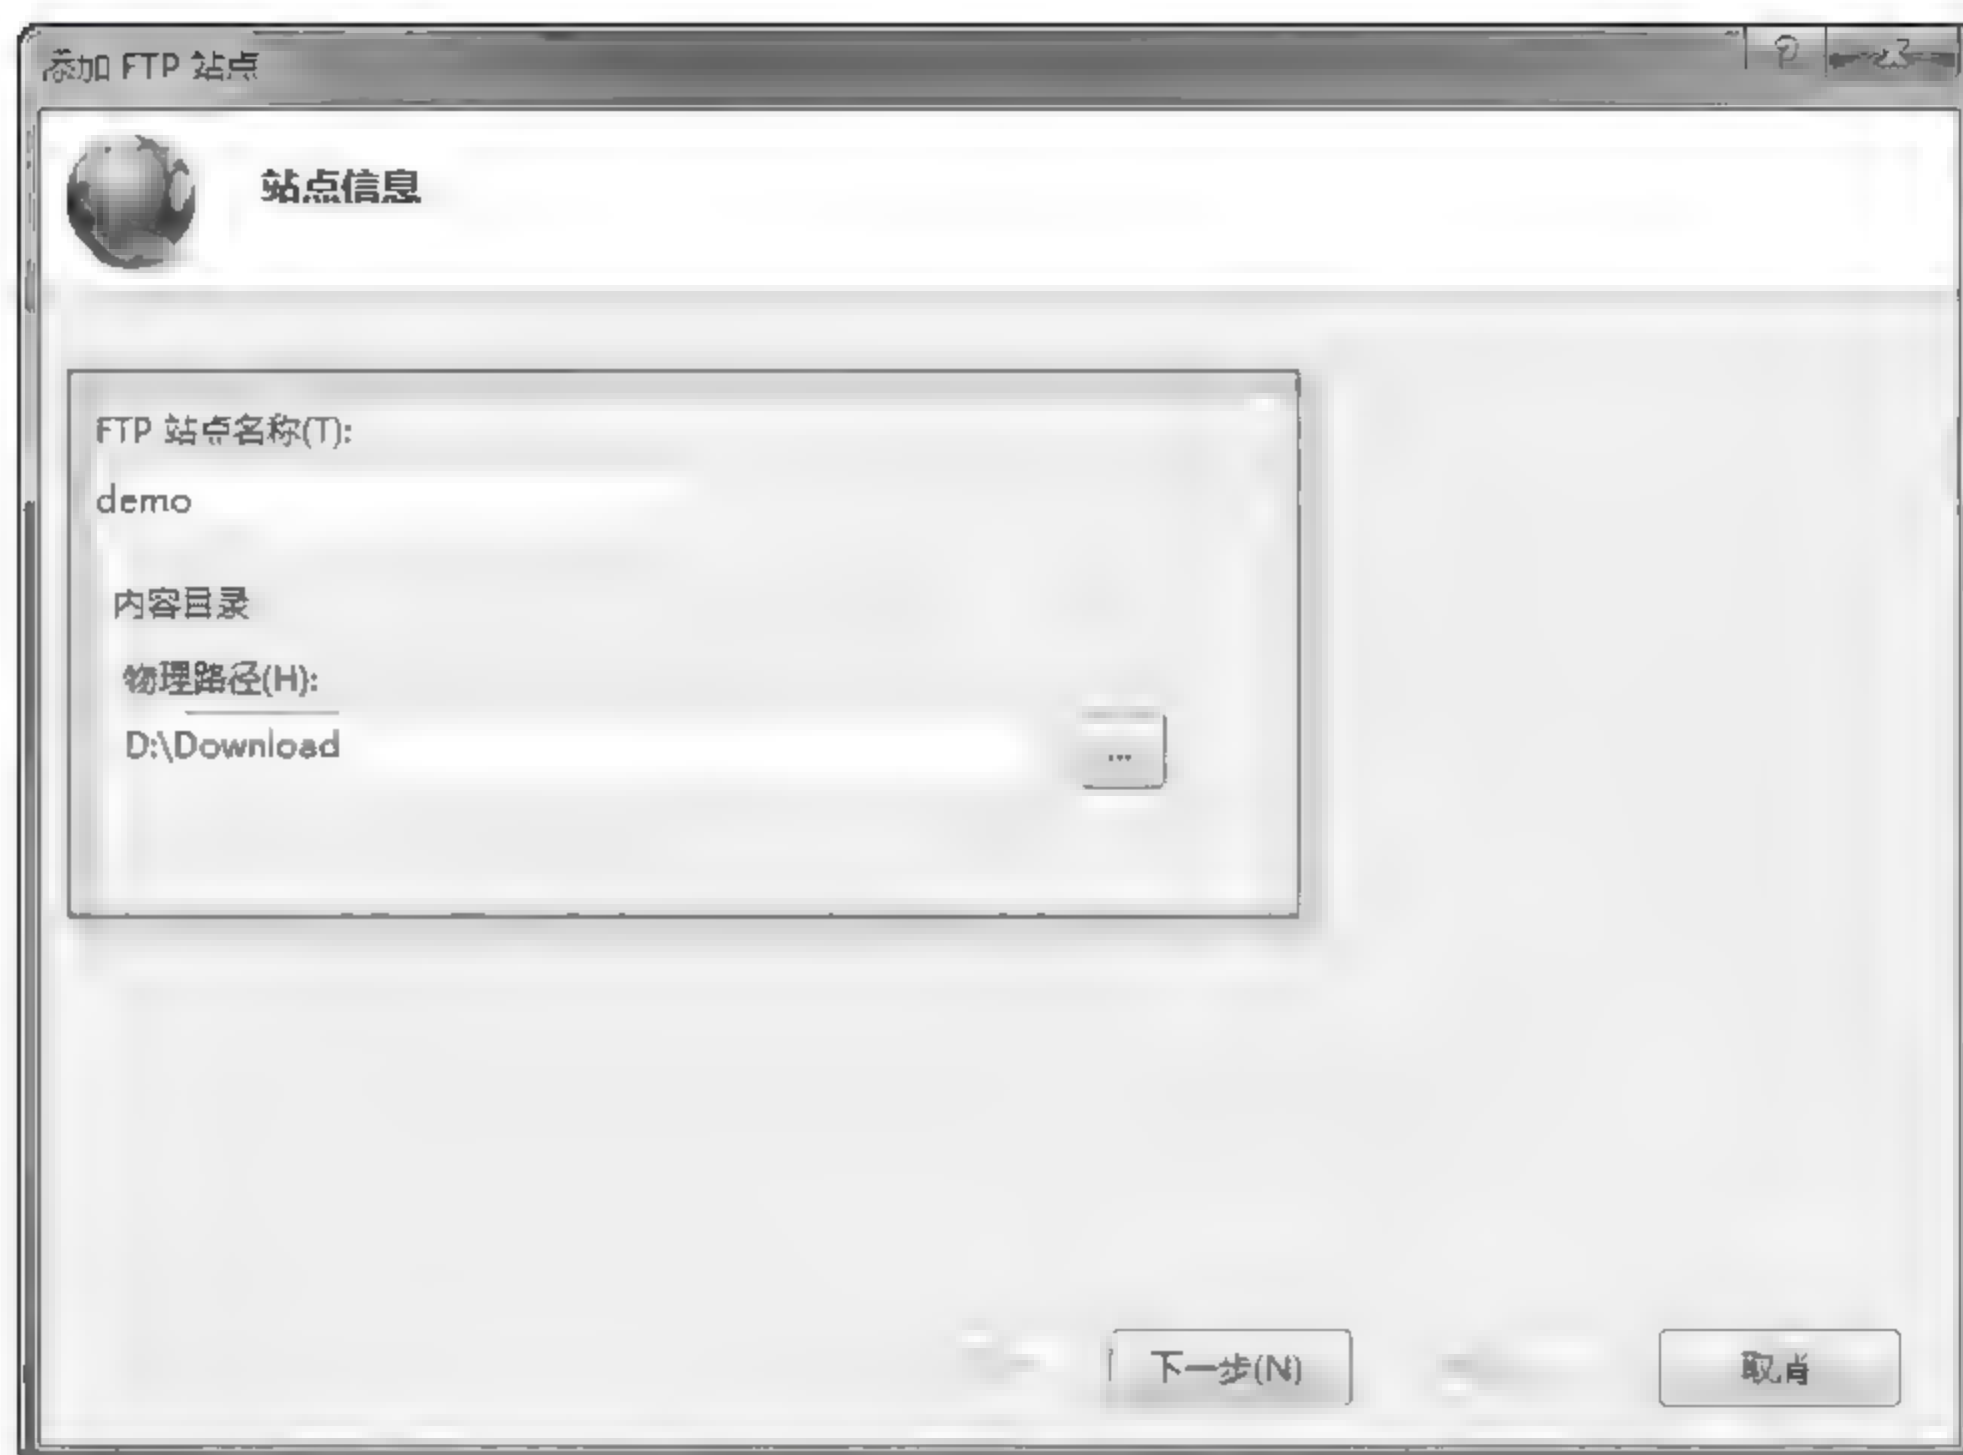 添加 FTP 站点
站点信息
FTP 站点名称(T):
demo
内容目录
物理路径(H):
D:\Download
...
下一步(N)
取消